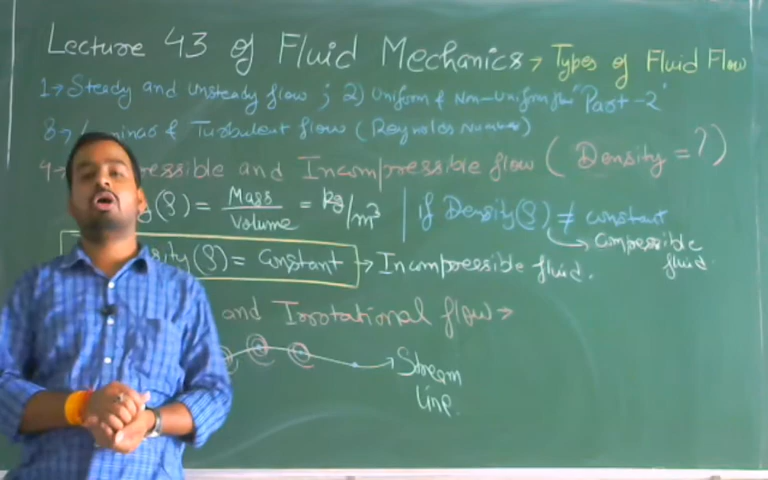 Lecture 43 of Fluid Mechanics → Types of Fluid Flow
1→ Steady and unsteady flow ; 2) Uniform & Non-uniform flow "Part-2"
3→ Laminar & Turbulent flow (Reynolds Number)
4→ pressible and Incompressible flow ( Density = ?)
(ρ) = Mass / Volume = kg/m³ | if Density(ρ) ≠ constant
→ Compressible fluid.
sity (ρ) = constant → Incompressible fluid.
and Irrotational flow →
Stream
line.